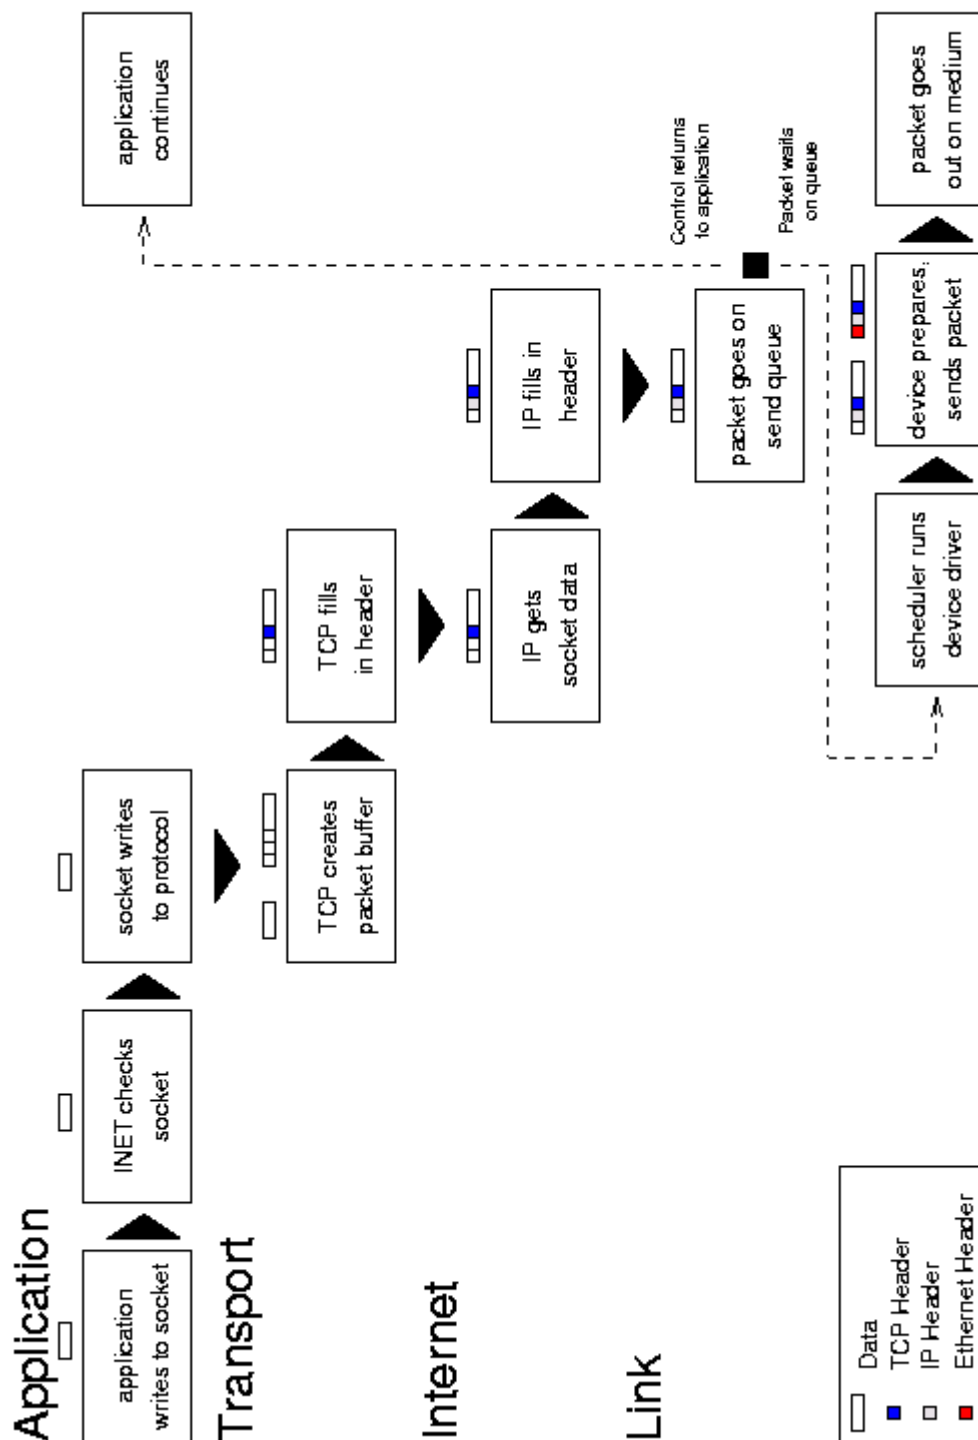 Application
application
writes to socket
INET checks
socket
socket writes
to protocol
application
continues
Transport
TCP creates
packet buffer
TCP fills
in header
Internet
IP gets
socket data
IP fills in
header
Link
packet goes on
send queue
Control returns
to application
Packet waits
on queue
scheduler runs
device driver
device prepares,
sends packet
packet goes
out on medium
Data
TCP Header
IP Header
Ethernet Header